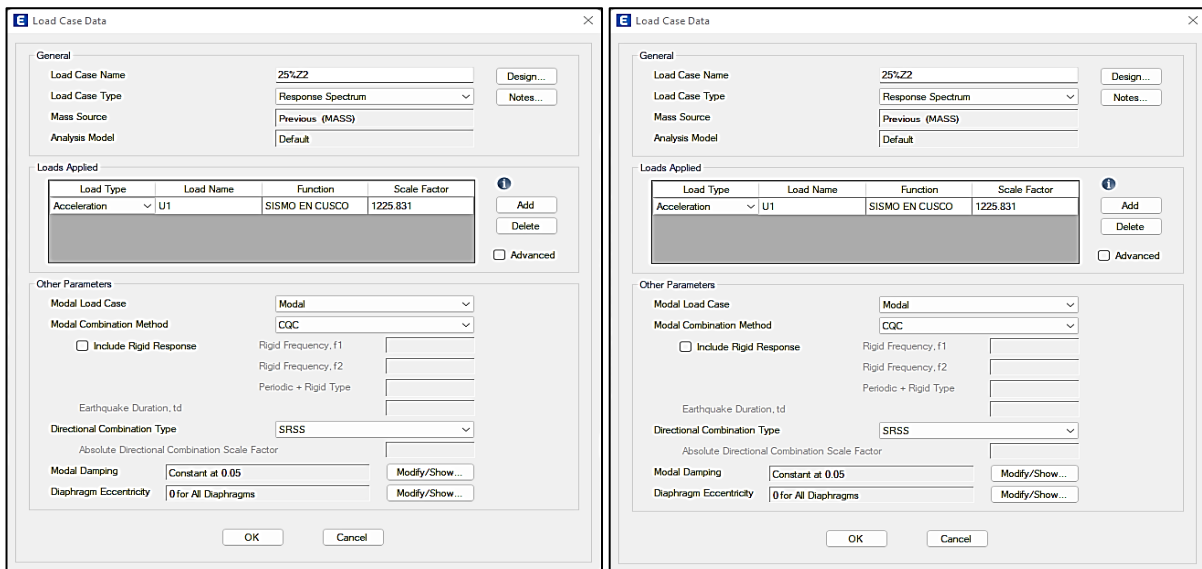 E Load Case Data
General
Load Case Name 25%Z2 Design...
Load Case Type Response Spectrum Notes...
Mass Source Previous (MASS)
Analysis Model Default
Loads Applied
Load Type Load Name Function Scale Factor
Acceleration U1 SISMO EN CUSCO 1225.831 Add
Delete
Advanced
Other Parameters
Modal Load Case Modal
Modal Combination Method CQC
Include Rigid Response Rigid Frequency, f1
Rigid Frequency, f2
Periodic + Rigid Type
Earthquake Duration, td
Directional Combination Type SRSS
Absolute Directional Combination Scale Factor
Modal Damping Constant at 0.05 Modify/Show...
Diaphragm Eccentricity 0 for All Diaphragms Modify/Show...
OK Cancel
E Load Case Data
General
Load Case Name 25%Z2 Design...
Load Case Type Response Spectrum Notes...
Mass Source Previous (MASS)
Analysis Model Default
Loads Applied
Load Type Load Name Function Scale Factor
Acceleration U1 SISMO EN CUSCO 1225.831 Add
Delete
Advanced
Other Parameters
Modal Load Case Modal
Modal Combination Method CQC
Include Rigid Response Rigid Frequency, f1
Rigid Frequency, f2
Periodic + Rigid Type
Earthquake Duration, td
Directional Combination Type SRSS
Absolute Directional Combination Scale Factor
Modal Damping Constant at 0.05 Modify/Show...
Diaphragm Eccentricity 0 for All Diaphragms Modify/Show...
OK Cancel